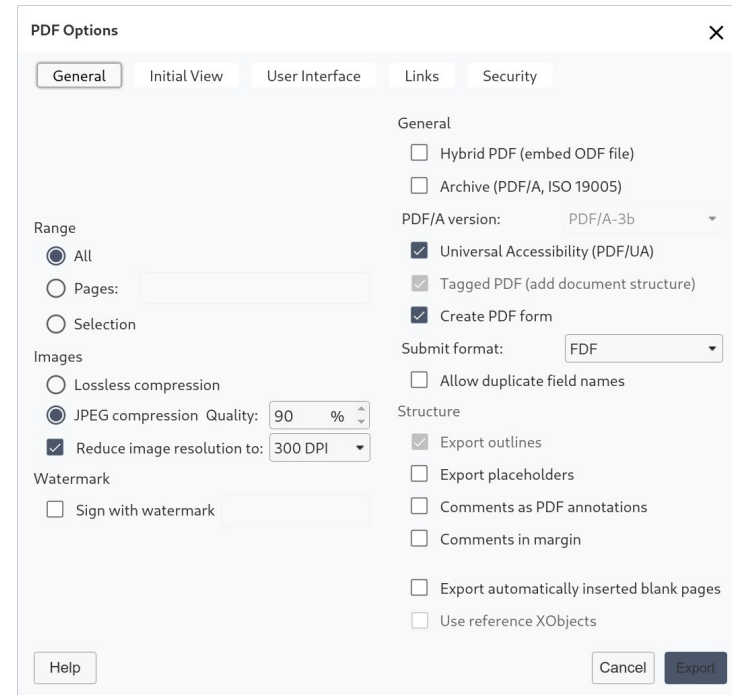 PDF Options
General Initial View User Interface Links Security
Range
All
Pages:
Selection
Images
Lossless compression
JPEG compression Quality: 90 %
Reduce image resolution to: 300 DPI
Watermark
Sign with watermark
General
Hybrid PDF (embed ODF file)
Archive (PDF/A, ISO 19005)
PDF/A version: PDF/A-3b
Universal Accessibility (PDF/UA)
Tagged PDF (add document structure)
Create PDF form
Submit format: FDF
Allow duplicate field names
Structure
Export outlines
Export placeholders
Comments as PDF annotations
Comments in margin
Export automatically inserted blank pages
Use reference XObjects
Help Cancel Export